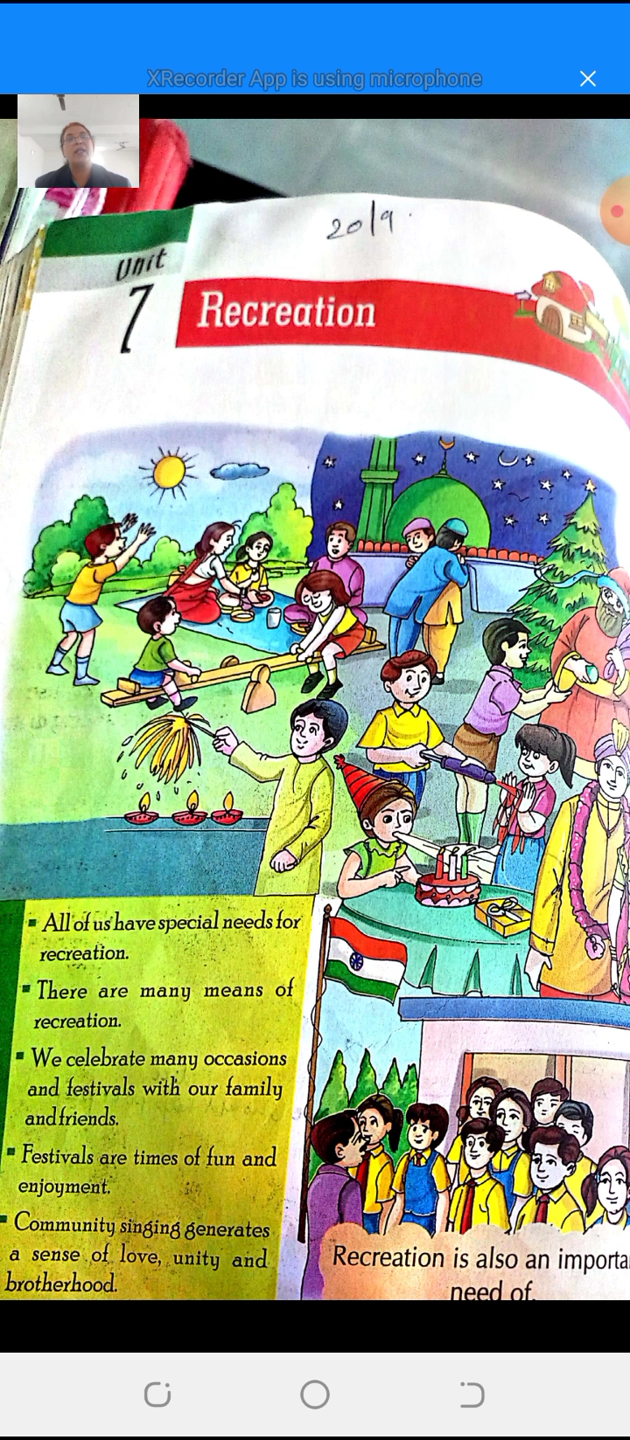 XRecorder App is using microphone
20/9.
Unit
7
Recreation
All of us have special needs for
recreation.
There are many means of
recreation.
We celebrate many occasions
and festivals with our family
and friends.
Festivals are times of fun and
enjoyment.
Community singing generates
a sense of love, unity and
brotherhood.
Recreation is also an importa
need of